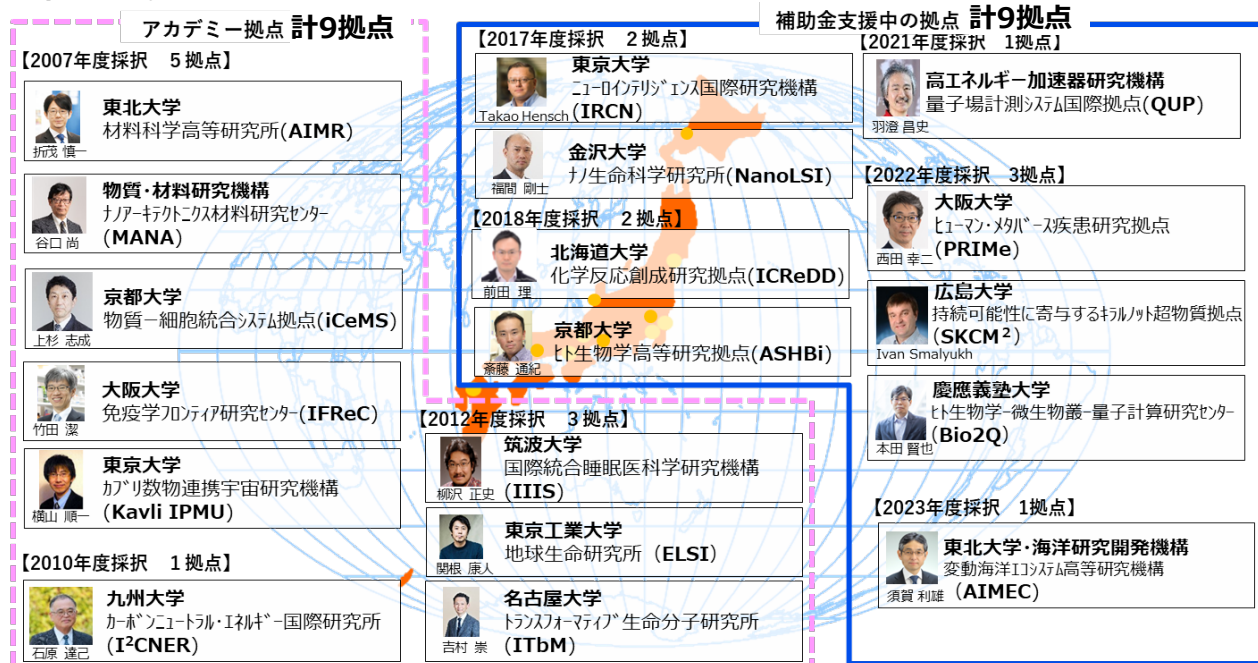 アカデミー拠点 計9拠点
【2007年度採択　5拠点】
東北大学
材料科学高等研究所(AIMR)
折茂 慎一
物質・材料研究機構
ナノアーキテクトニクス材料研究センター
(MANA)
谷口 尚
京都大学
物質－細胞統合システム拠点(iCeMS)
上杉 志成
大阪大学
免疫学フロンティア研究センター(IFReC)
竹田 潔
東京大学
カブリ数物連携宇宙研究機構
(Kavli IPMU)
横山 順一
【2010年度採択　1拠点】
九州大学
カーボンニュートラル・エネルギー国際研究所
(I²CNER)
石原 達己
【2012年度採択　3拠点】
筑波大学
国際統合睡眠医科学研究機構
(IIIS)
柳沢 正史
東京工業大学
地球生命研究所 (ELSI)
関根 康人
名古屋大学
トランスフォーマティブ生命分子研究所
(ITbM)
吉村 崇
補助金支援中の拠点 計9拠点
【2017年度採択　2拠点】
東京大学
ニューロインテリジェンス国際研究機構
(IRCN)
Takao Hensch
金沢大学
ナノ生命科学研究所(NanoLSI)
福間 剛士
【2018年度採択　2拠点】
北海道大学
化学反応創成研究拠点(ICReDD)
前田 理
京都大学
ヒト生物学高等研究拠点(ASHBi)
斎藤 通紀
【2021年度採択　1拠点】
高エネルギー加速器研究機構
量子場計測システム国際拠点(QUP)
羽澄 昌史
【2022年度採択　3拠点】
大阪大学
ヒューマン・メタバース疾患研究拠点
(PRIMe)
西田 幸二
広島大学
持続可能性に寄与するキラルノット超物質拠点
(SKCM²)
Ivan Smalyukh
慶應義塾大学
ヒト生物学-微生物叢-量子計算研究センター
(Bio2Q)
本田 賢也
【2023年度採択　1拠点】
東北大学・海洋研究開発機構
変動海洋エコシステム高等研究機構
(AIMEC)
須賀 利雄